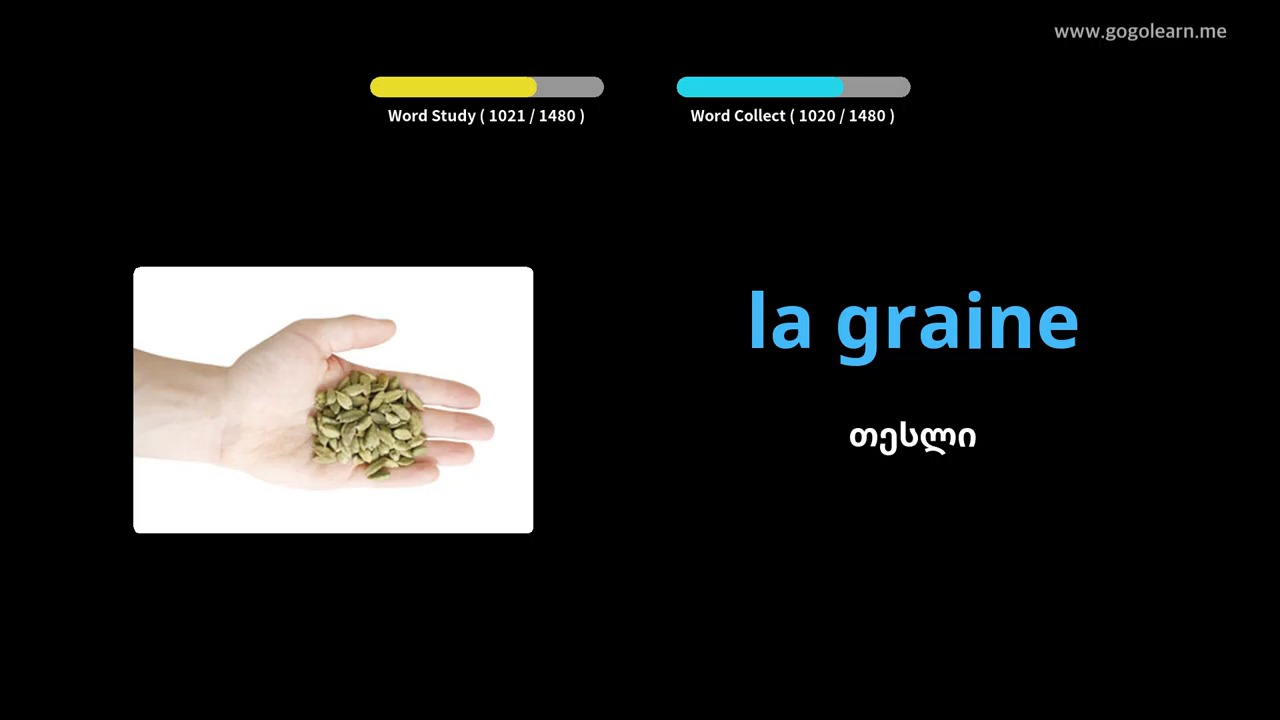 www.gogolearn.me
Word Study ( 1021 / 1480 )
Word Collect ( 1020 / 1480 )
la graine
თესლი